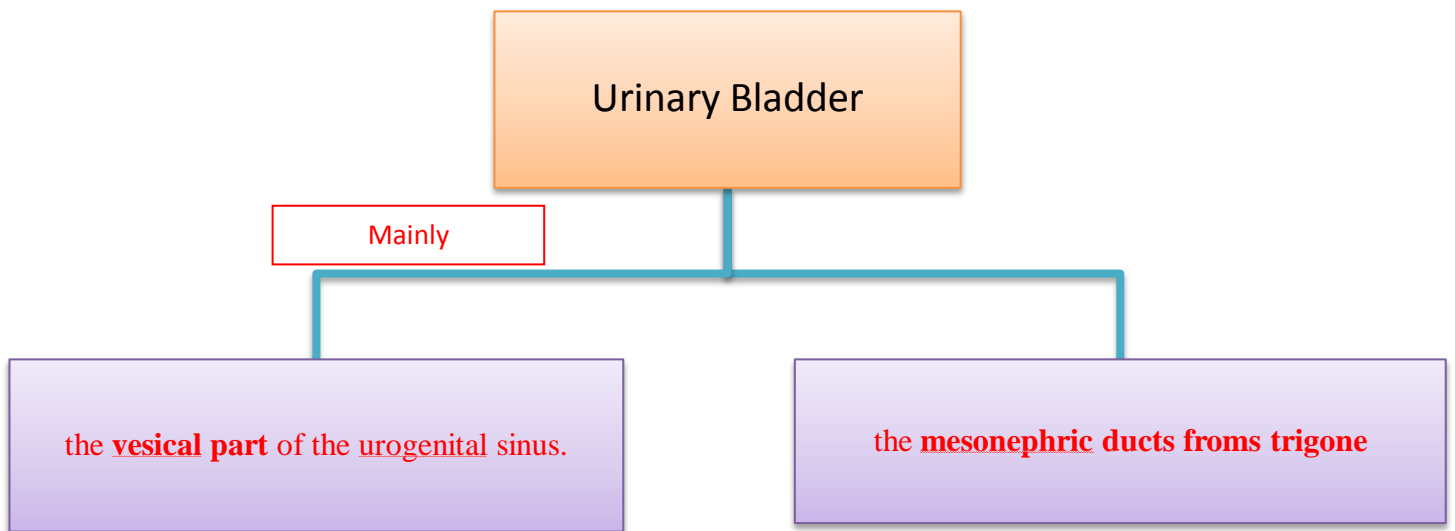 Urinary Bladder
Mainly
the vesical part of the urogenital sinus.
the mesonephric ducts froms trigone